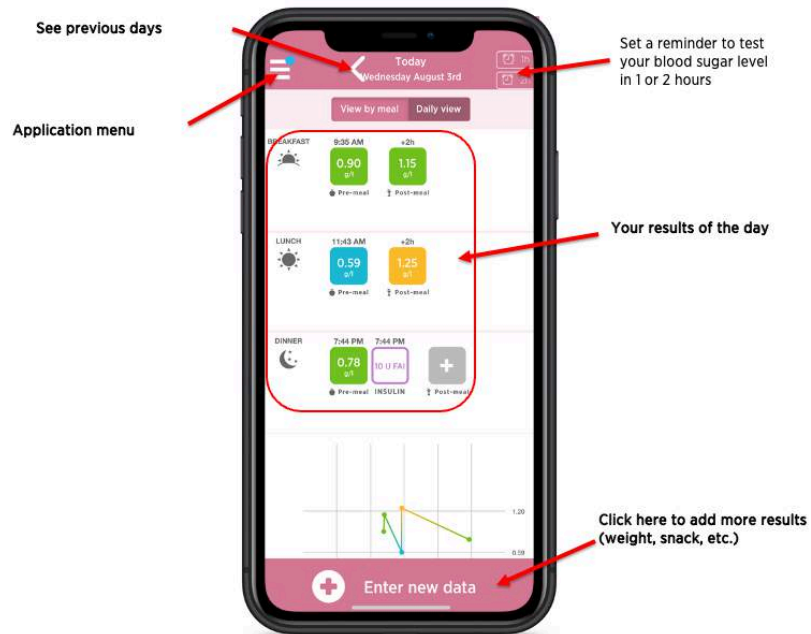 See previous days
Today
Wednesday August 3rd
1h
Set a reminder to test
your blood sugar level
in 1 or 2 hours
Application menu
View by meal Daily view
BREAKFAST 9:35 AM +2h
0.90 1.15
g/l g/l
Pre-meal Post-meal
Your results of the day
LUNCH 11:43 AM +2h
0.59 1.25
g/l g/l
Pre-meal Post-meal
DINNER 7:44 PM 7:44 PM
0.78 10 U FAI
g/l
Pre-meal INSULIN Post-meal
1.20
0.59
Click here to add more results
(weight, snack, etc.)
Enter new data